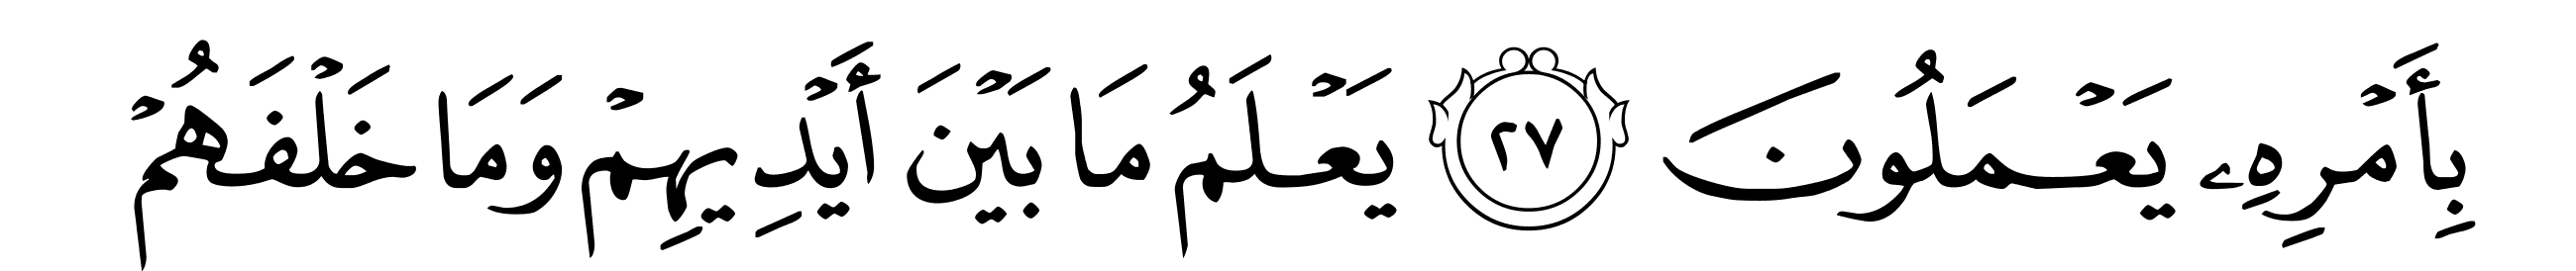 بِأَمْرِهِۦ يَعْمَلُونَ ٢٧ يَعْلَمُ مَا بَيْنَ أَيْدِيهِمْ وَمَا خَلْفَهُمْ